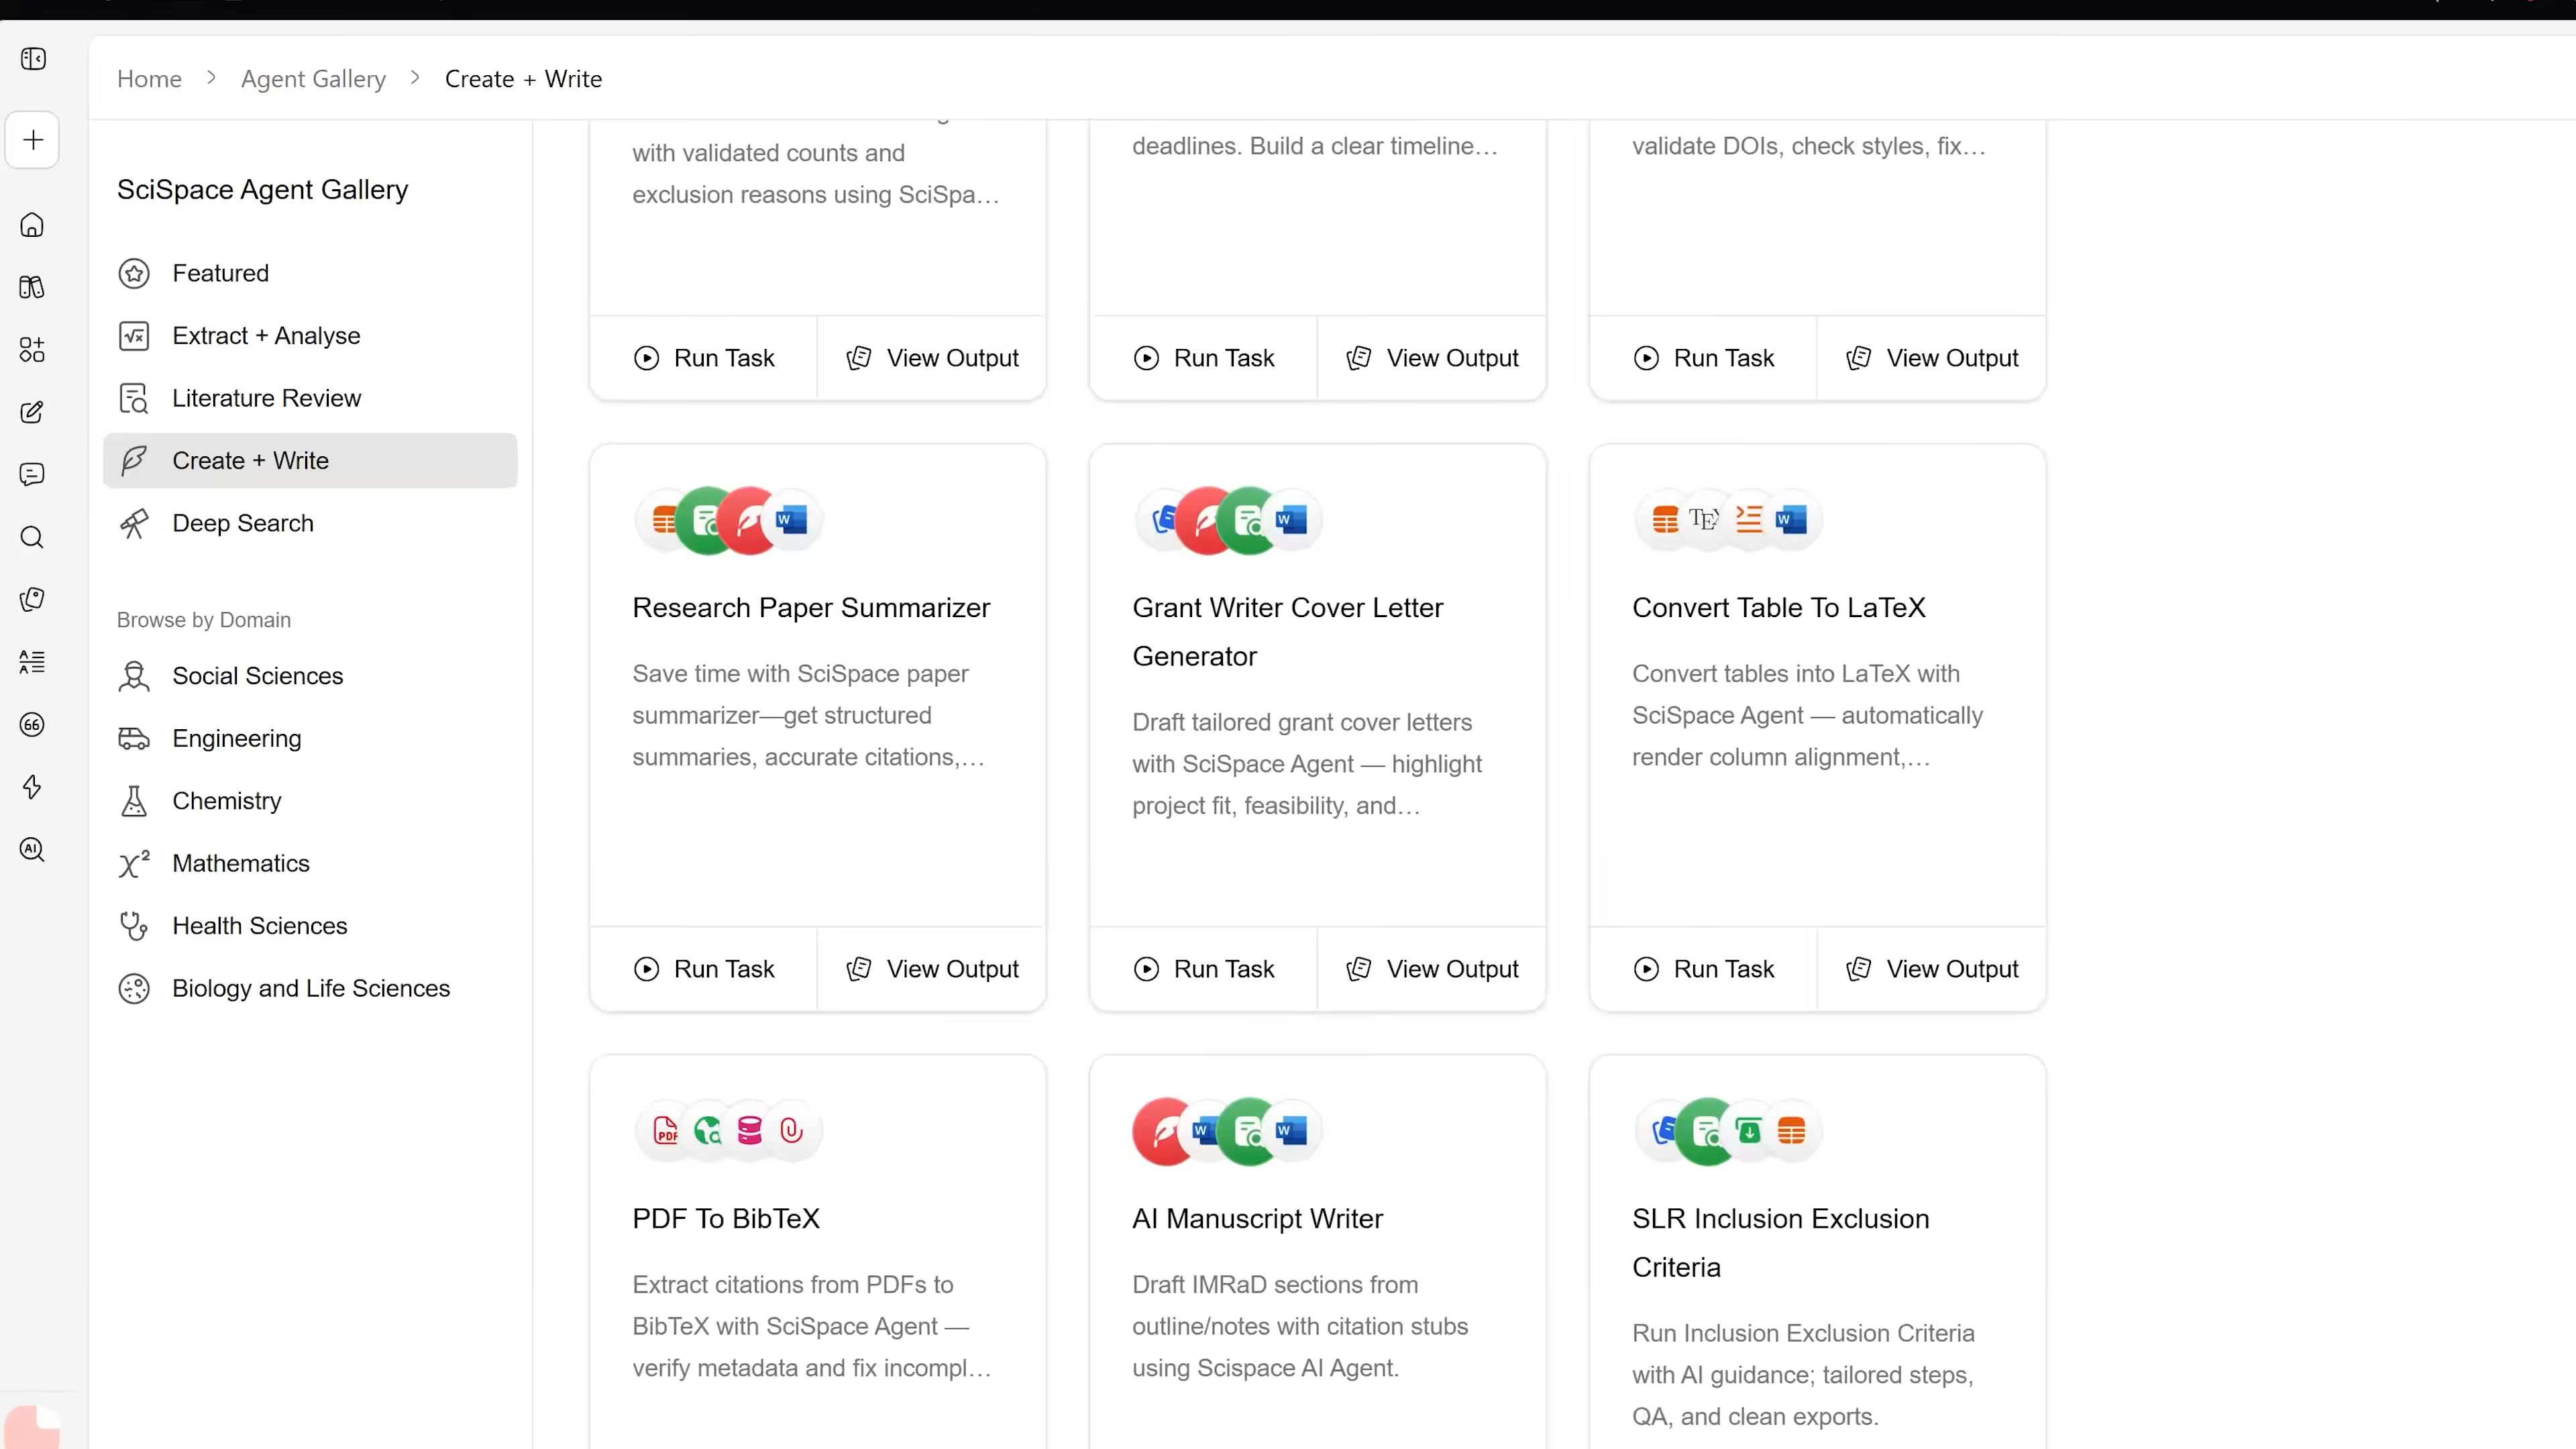 Home > Agent Gallery > Create + Write
SciSpace Agent Gallery
Featured
Extract + Analyse
Literature Review
Create + Write
Deep Search
Browse by Domain
Social Sciences
Engineering
Chemistry
Mathematics
Health Sciences
Biology and Life Sciences
with validated counts and
exclusion reasons using SciSpa...
Run Task View Output
deadlines. Build a clear timeline...
Run Task View Output
validate DOIs, check styles, fix...
Run Task View Output
Research Paper Summarizer
Save time with SciSpace paper
summarizer—get structured
summaries, accurate citations,...
Run Task View Output
Grant Writer Cover Letter
Generator
Draft tailored grant cover letters
with SciSpace Agent — highlight
project fit, feasibility, and...
Run Task View Output
TEX
Convert Table To LaTeX
Convert tables into LaTeX with
SciSpace Agent — automatically
render column alignment,...
Run Task View Output
PDF
PDF To BibTeX
Extract citations from PDFs to
BibTeX with SciSpace Agent —
verify metadata and fix incompl...
AI Manuscript Writer
Draft IMRaD sections from
outline/notes with citation stubs
using Scispace AI Agent.
SLR Inclusion Exclusion
Criteria
Run Inclusion Exclusion Criteria
with AI guidance; tailored steps,
QA, and clean exports.